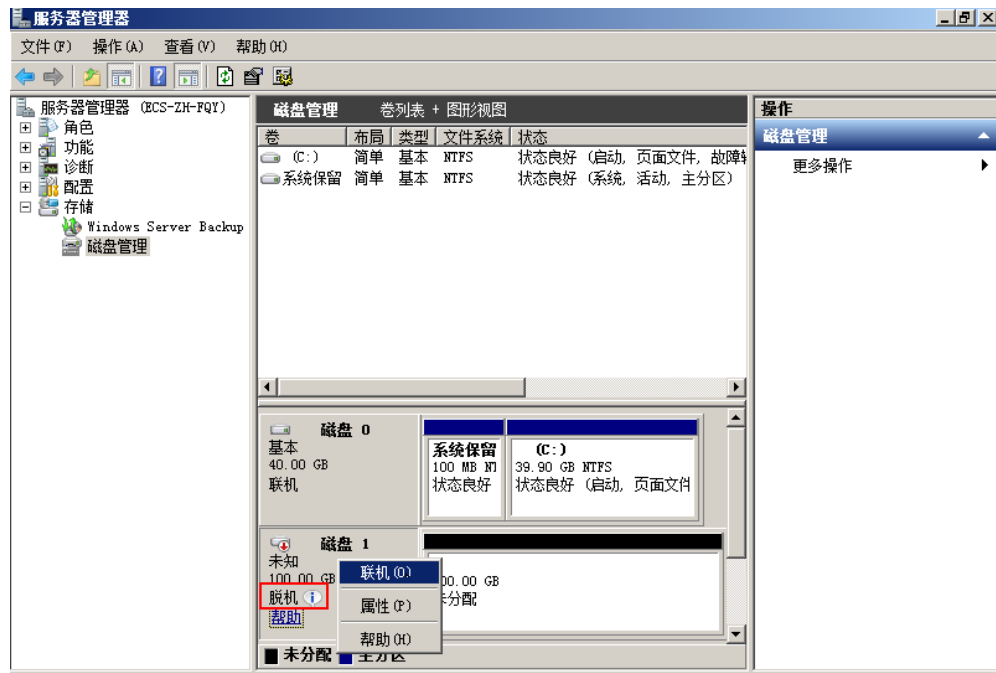 服务器管理器
文件(F) 操作(A) 查看(V) 帮助(H)
服务器管理器 (ECS-ZH-FQY)
角色
功能
诊断
配置
存储
Windows Server Backup
磁盘管理
磁盘管理 卷列表 + 图形视图
卷 布局 类型 文件系统 状态
(C:) 简单 基本 NTFS 状态良好 (启动, 页面文件, 故障转
系统保留 简单 基本 NTFS 状态良好 (系统, 活动, 主分区)
磁盘 0
基本
40.00 GB
联机
系统保留
100 MB NT
状态良好
(C:)
39.90 GB NTFS
状态良好 (启动, 页面文件
磁盘 1
未知
100.00 GB
脱机
帮助
00.00 GB
未分配
联机(O)
属性(P)
帮助(H)
未分配 主分区
操作
磁盘管理
更多操作